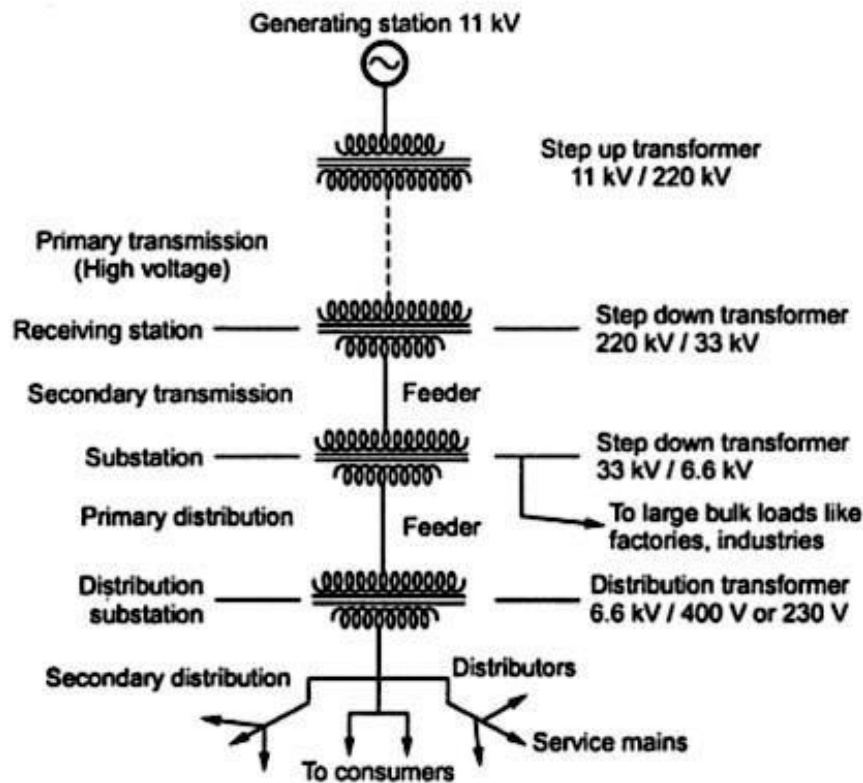 Generating station 11 kV
Step up transformer
11 kV / 220 kV
Primary transmission
(High voltage)
Receiving station
Step down transformer
220 kV / 33 kV
Secondary transmission
Feeder
Substation
Step down transformer
33 kV / 6.6 kV
Primary distribution
Feeder
To large bulk loads like
factories, industries
Distribution
substation
Distribution transformer
6.6 kV / 400 V or 230 V
Secondary distribution
Distributors
Service mains
To consumers